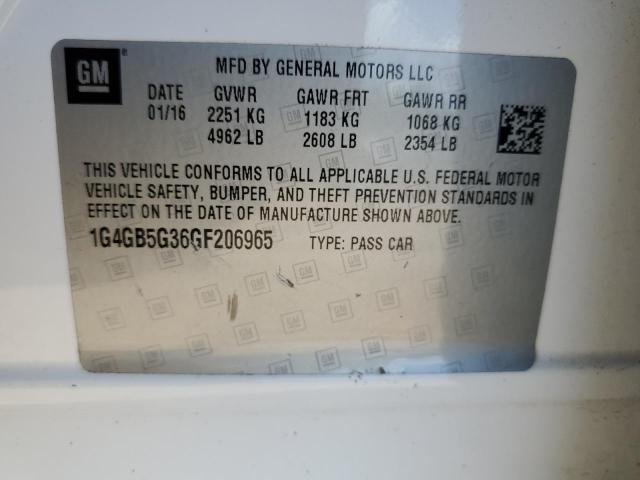 GM
MFD BY GENERAL MOTORS LLC
DATE GVWR GAWR FRT GAWR RR
01/16 2251 KG 1183 KG 1068 KG
4962 LB 2608 LB 2354 LB
THIS VEHICLE CONFORMS TO ALL APPLICABLE U.S. FEDERAL MOTOR
VEHICLE SAFETY, BUMPER, AND THEFT PREVENTION STANDARDS IN
EFFECT ON THE DATE OF MANUFACTURE SHOWN ABOVE.
1G4GB5G36GF206965 TYPE: PASS CAR